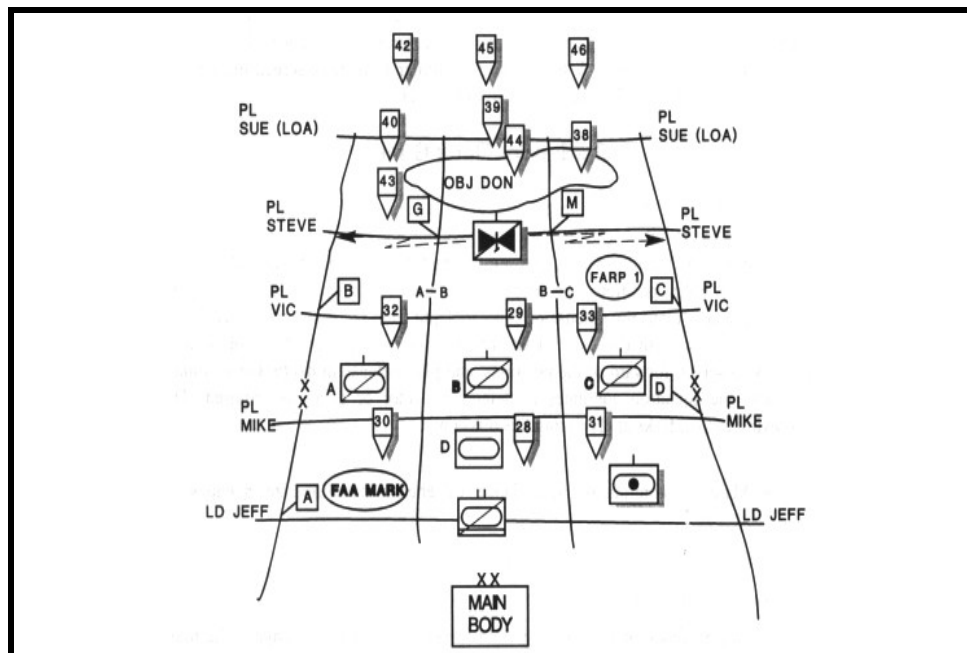 42 45 46
39
PL
SUE (LOA)
40
44
38
PL
SUE (LOA)
43
OBJ DON
G
M
PL
STEVE
PL
STEVE
B
A-B
B-C
FARP 1
C
PL
VIC
PL
VIC
32
29
33
A
B
C
D
X
X
X
X
PL
MIKE
PL
MIKE
30
28
31
D
A
FAA MARK
LD JEFF
LD JEFF
XX
MAIN
BODY